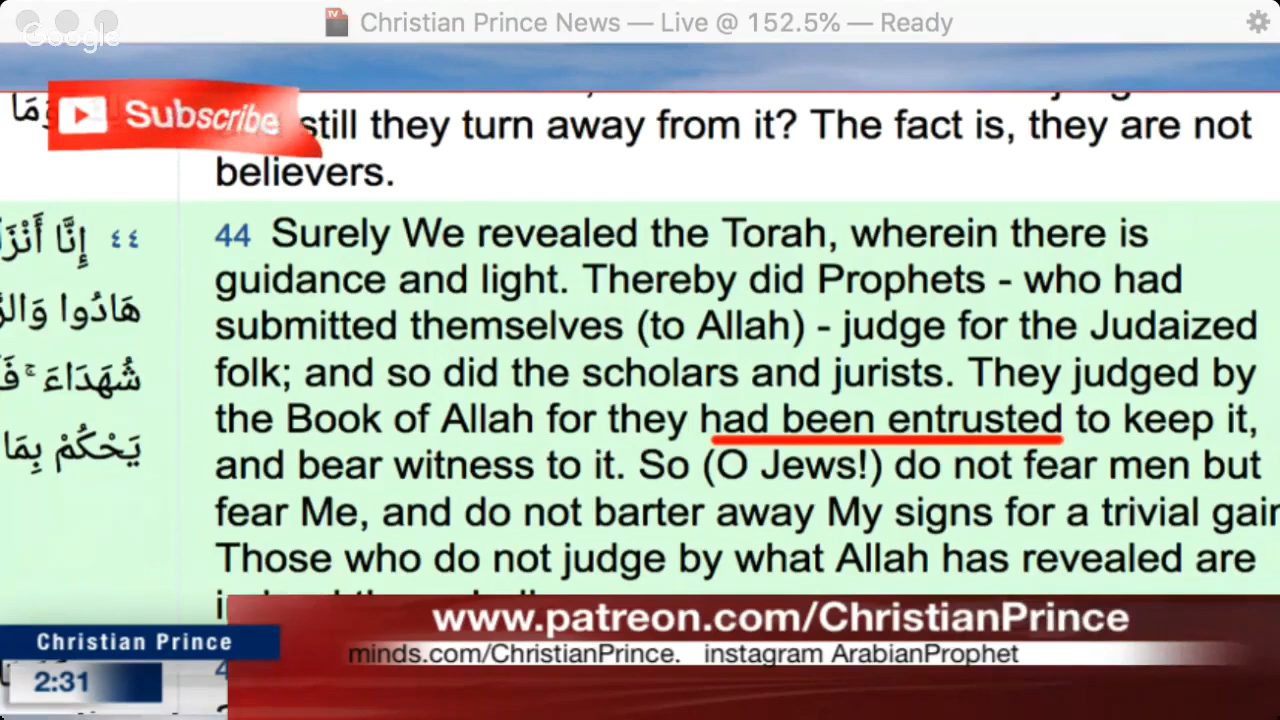 Christian Prince News — Live @ 152.5% — Ready
Google
Subscribe
still they turn away from it? The fact is, they are not
believers.
44 Surely We revealed the Torah, wherein there is
guidance and light. Thereby did Prophets - who had
submitted themselves (to Allah) - judge for the Judaized
folk; and so did the scholars and jurists. They judged by
the Book of Allah for they had been entrusted to keep it,
and bear witness to it. So (O Jews!) do not fear men but
fear Me, and do not barter away My signs for a trivial gain
Those who do not judge by what Allah has revealed are
٤٤ إِنَّا
هَادُوا
شُهَدَاءَ ۚ
يَحْكُمْ بِمَا
www.patreon.com/ChristianPrince
minds.com/ChristianPrince. instagram ArabianProphet
Christian Prince
2:31